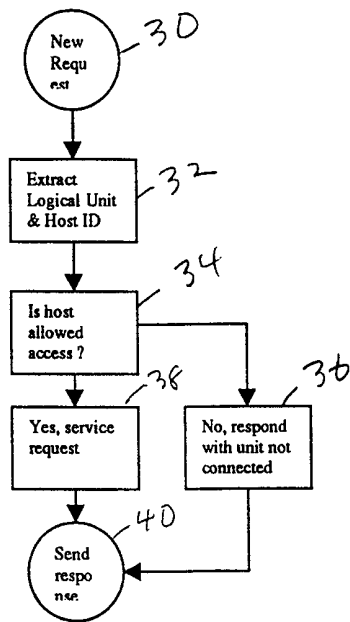 New
Requ
est
30
Extract
Logical Unit
& Host ID
32
Is host
allowed
access ?
34
Yes, service
request
38
No, respond
with unit not
connected
36
Send
respo
nse
40